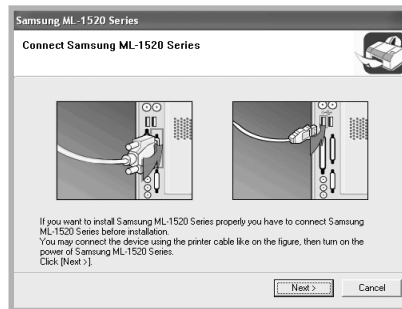 Samsung ML-1520 Series
Connect Samsung ML-1520 Series
If you want to install Samsung ML-1520 Series properly you have to connect Samsung
ML-1520 Series before installation.
You may connect the device using the printer cable like on the figure, then turn on the
power of Samsung ML-1520 Series.
Click [Next >].
Next >
Cancel